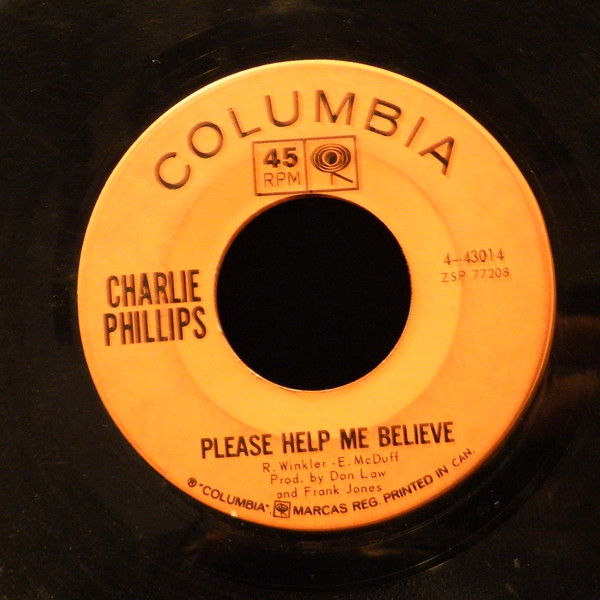 COLUMBIA
45
RPM
4-43014
ZSP 77208
CHARLIE
PHILLIPS
PLEASE HELP ME BELIEVE
R. Winkler-E. McDuff
Prod. by Don Law
and Frank Jones
® "COLUMBIA", MARCAS REG. PRINTED IN CAN.